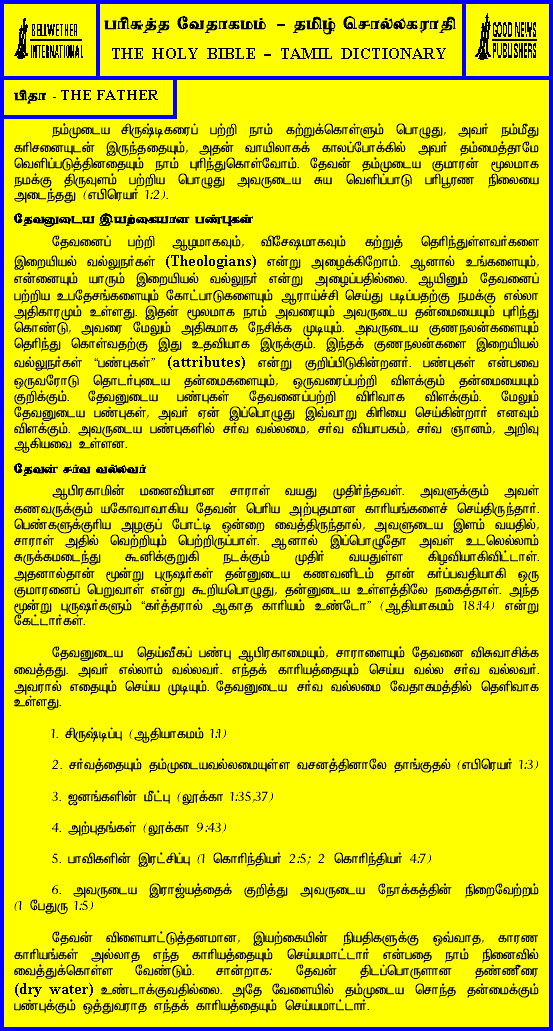 BELLWETHER
INTERNATIONAL
பரிசுத்த வேதாகமம் – தமிழ் சொல்லகராதி
THE HOLY BIBLE – TAMIL DICTIONARY
GOOD NEWS
PUBLISHERS
பிதா - THE FATHER
நம்முடைய சிருஷ்டிகரைப் பற்றி நாம் கற்றுக்கொள்ளும் பொழுது, அவர் நம்மீது
கரிசனையுடன் இருந்ததையும், அதன் வாயிலாகக் காலப்போக்கில் அவர் தம்மைத்தாமே
வெளிப்படுத்தினதையும் நாம் புரிந்துகொள்வோம். தேவன் தம்முடைய குமாரன் மூலமாக
நமக்கு திருவுளம் பற்றிய பொழுது அவருடைய சுய வெளிப்பாடு பரிபூரண நிலையை
அடைந்தது (எபிரெயர் 1:2).
தேவனுடைய இயற்கையான பண்புகள்
தேவனைப் பற்றி ஆழமாகவும், விசேஷமாகவும் கற்றுத் தெரிந்துள்ளவர்களை
இறையியல் வல்லுநர்கள் (Theologians) என்று அழைக்கிறோம். ஆனால் உங்களையும்,
என்னையும் யாரும் இறையியல் வல்லுநர் என்று அழைப்பதில்லை. ஆயினும் தேவனைப்
பற்றிய உபதேசங்களையும் கோட்பாடுகளையும் ஆராய்ச்சி செய்து படிப்பதற்கு நமக்கு எல்லா
அதிகாரமும் உள்ளது. இதன் மூலமாக நாம் அவரையும் அவருடைய தன்மையையும் புரிந்து
கொண்டு, அவரை மேலும் அதிகமாக நேசிக்க முடியும். அவருடைய குணநலன்களையும்
தெரிந்து கொள்வதற்கு இது உதவியாக இருக்கும். இந்தக் குணநலன்களை இறையியல்
வல்லுநர்கள் “பண்புகள்” (attributes) என்று குறிப்பிடுகின்றனர். பண்புகள் என்பவை
ஒருவரோடு தொடர்புடைய தன்மைகளையும், ஒருவரைப்பற்றி விளக்கும் தன்மையையும்
குறிக்கும். தேவனுடைய பண்புகள் தேவனைப்பற்றி விரிவாக விளக்கும். மேலும்
தேவனுடைய பண்புகள், அவர் ஏன் இப்பொழுது இவ்வாறு கிரியை செய்கின்றார் எனவும்
விளக்கும். அவருடைய பண்புகளில் சர்வ வல்லமை, சர்வ வியாபகம், சர்வ ஞானம், அறிவு
ஆகியவை உள்ளன.
தேவன் சர்வ வல்லவர்
ஆபிரகாமின் மனைவியான சாராள் வயது முதிர்ந்தவள். அவளுக்கும் அவள்
கணவருக்கும் யகோவாவாகிய தேவன் பெரிய அற்புதமான காரியங்களைச் செய்திருந்தார்.
பெண்களுக்குரிய அழகுப் போட்டி ஒன்றை வைத்திருந்தால், அவளுடைய இளம் வயதில்,
சாராள் அதில் வெற்றியும் பெற்றிருப்பாள். ஆனால் இப்பொழுதோ அவள் உடலெல்லாம்
சுருக்கமடைந்து கூனிக்குறுகி நடக்கும் முதிர் வயதுள்ள கிழவியாகிவிட்டாள்.
அதனால்தான் மூன்று புருஷர்கள் தன்னுடைய கணவனிடம் தான் கர்ப்பவதியாகி ஒரு
குமாரனைப் பெறுவாள் என்று கூறியபொழுது, தன்னுடைய உள்ளத்திலே நகைத்தாள். அந்த
மூன்று புருஷர்களும் “கர்த்தரால் ஆகாத காரியம் உண்டோ” (ஆதியாகமம் 18:14) என்று
கேட்டார்கள்.
தேவனுடைய தெய்வீகப் பண்பு ஆபிரகாமையும், சாராளையும் தேவனை விசுவாசிக்க
வைத்தது. அவர் எல்லாம் வல்லவர். எந்தக் காரியத்தையும் செய்ய வல்ல சர்வ வல்லவர்.
அவரால் எதையும் செய்ய முடியும். தேவனுடைய சர்வ வல்லமை வேதாகமத்தில் தெளிவாக
உள்ளது.
1. சிருஷ்டிப்பு (ஆதியாகமம் 1:1)
2. சர்வத்தையும் தம்முடையவல்லமையுள்ள வசனத்தினாலே தாங்குதல் (எபிரெயர் 1:3)
3. ஜனங்களின் மீட்பு (லூக்கா 1:35,37)
4. அற்புதங்கள் (லூக்கா 9:43)
5. பாவிகளின் இரட்சிப்பு (1 கொரிந்தியர் 2:5; 2 கொரிந்தியர் 4:7)
6. அவருடைய இராஜ்யத்தைக் குறித்து அவருடைய நோக்கத்தின் நிறைவேற்றம்
(1 பேதுரு 1:5)
தேவன் விளையாட்டுத்தனமான, இயற்கையின் நியதிகளுக்கு ஒவ்வாத, காரண
காரியங்கள் அல்லாத எந்த காரியத்தையும் செய்யமாட்டார் என்பதை நாம் நினைவில்
வைத்துக்கொள்ள வேண்டும். சான்றாக: தேவன் திடப்பொருளான தண்ணீரை
(dry water) உண்டாக்குவதில்லை. அதே வேளையில் தம்முடைய சொந்த தன்மைக்கும்
பண்புக்கும் ஒத்துவராத எந்தக் காரியத்தையும் செய்யமாட்டார்.